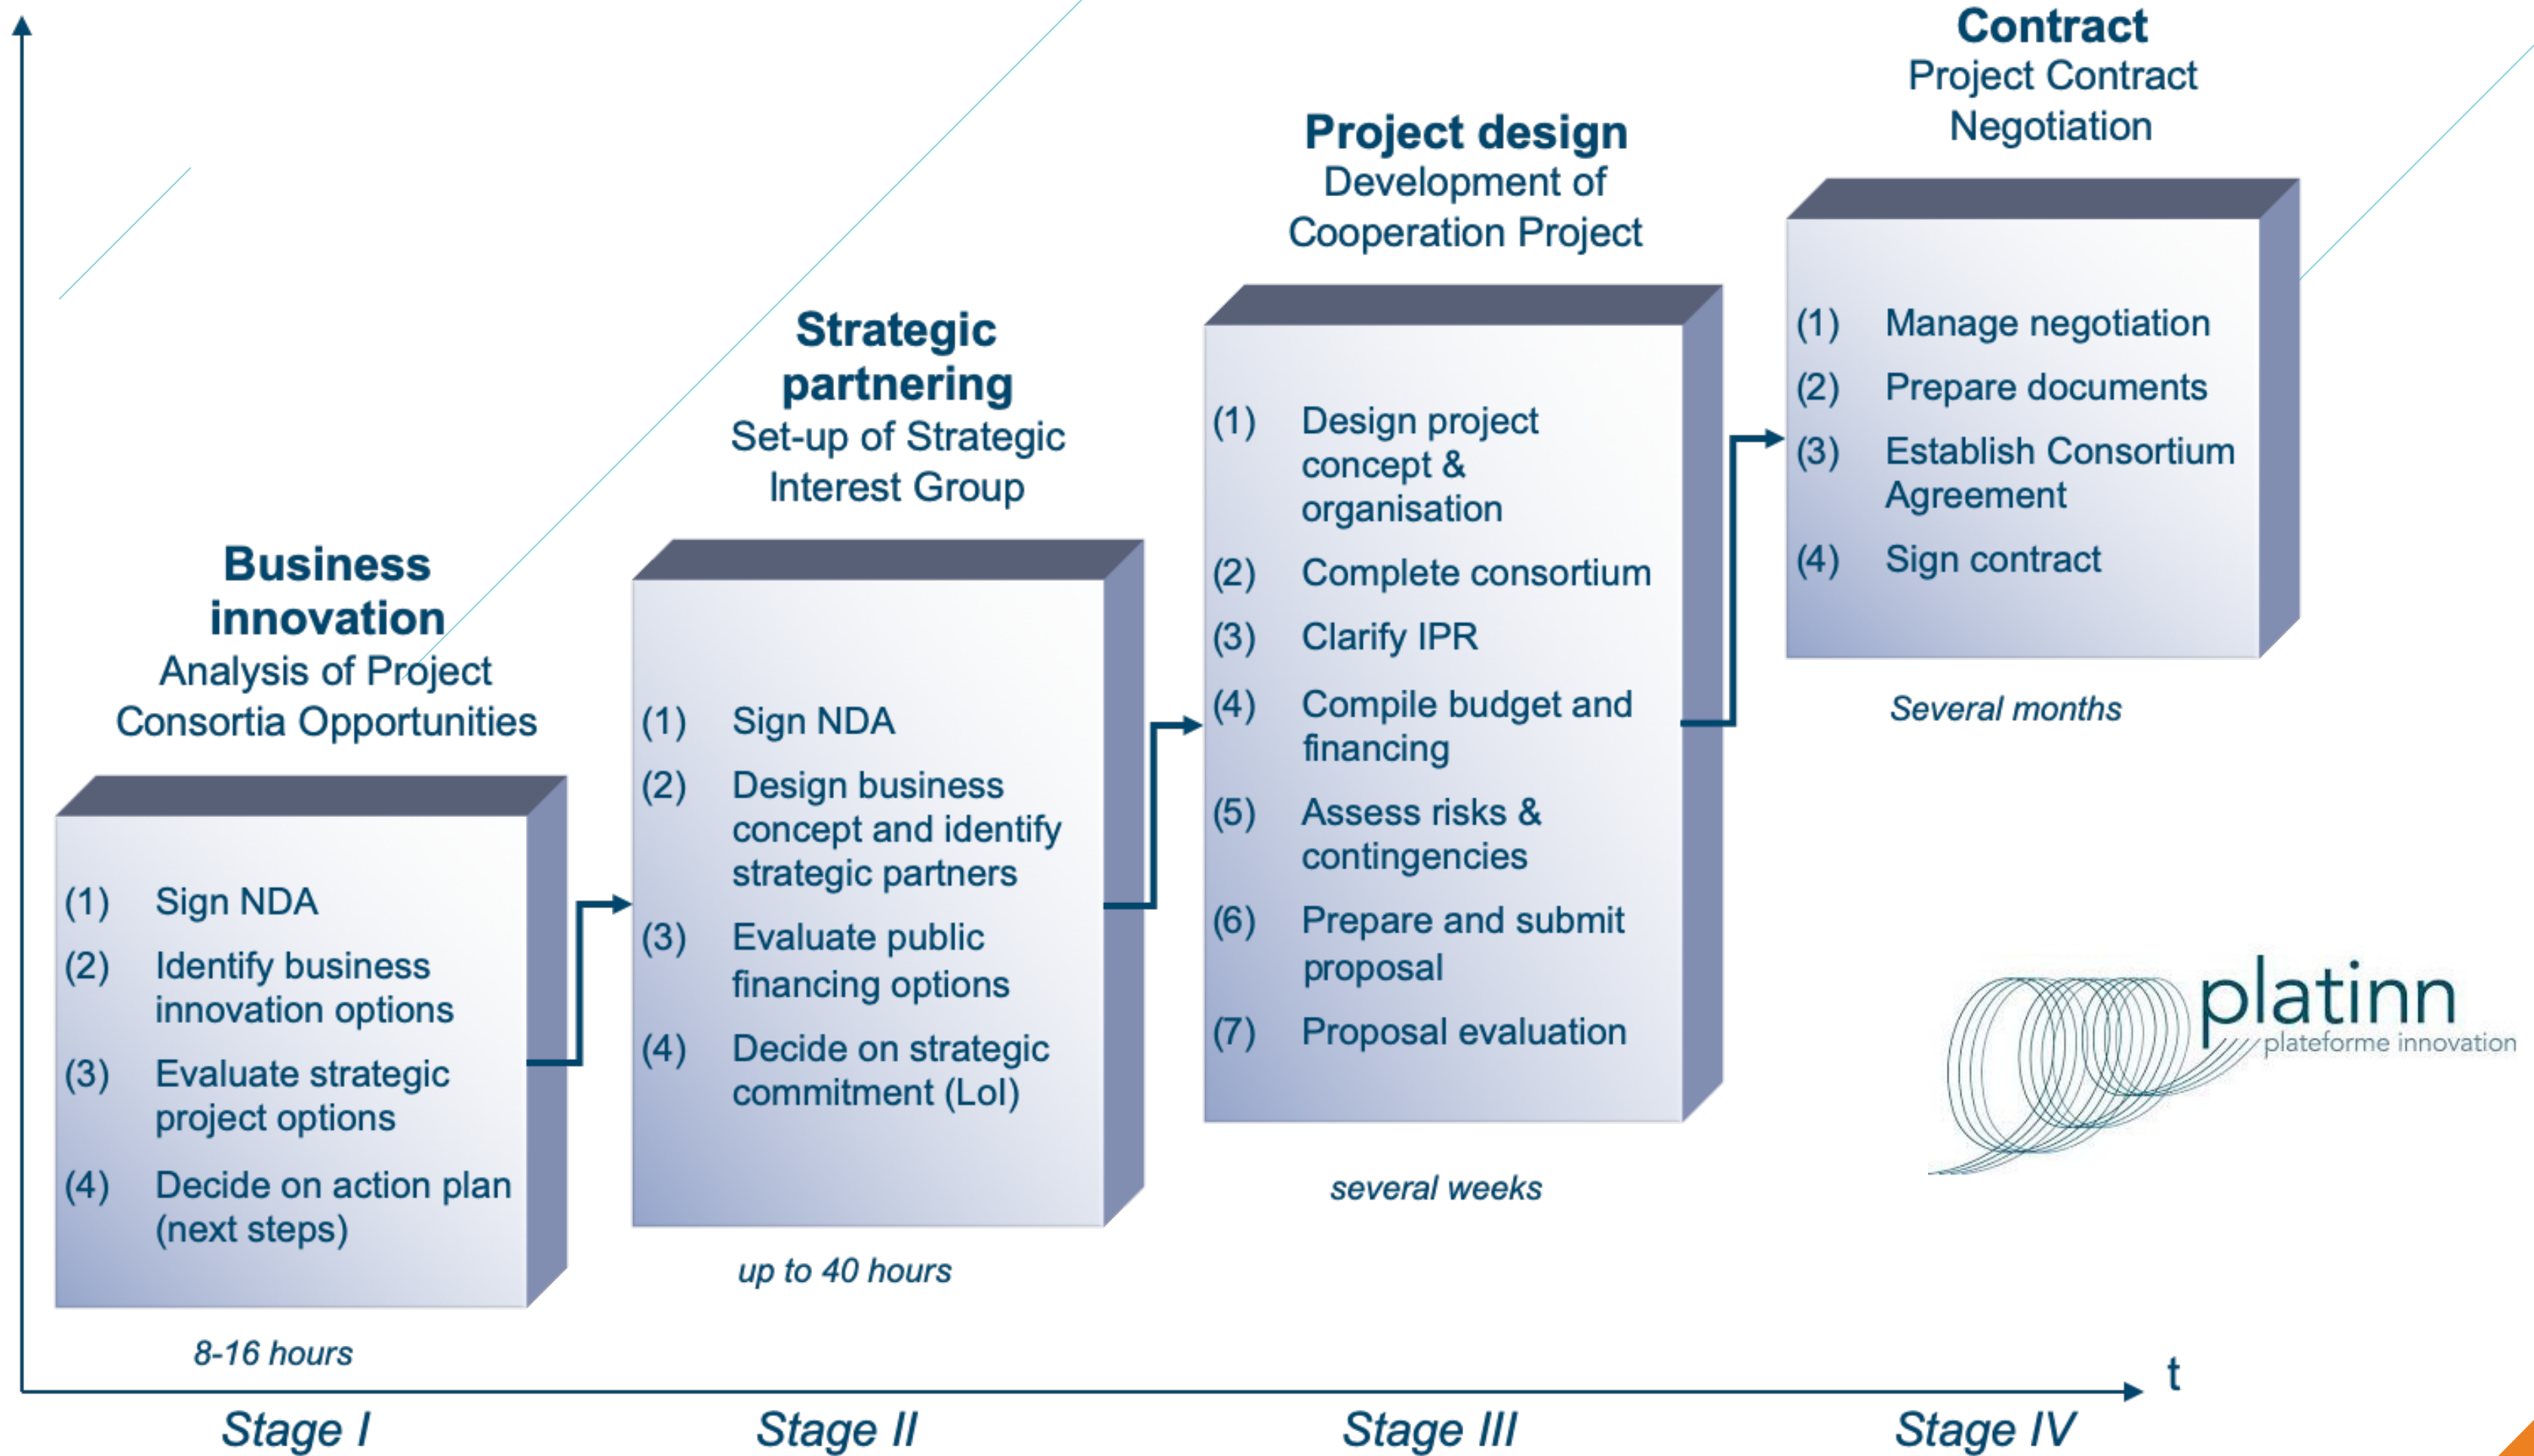 Business
innovation
Analysis of Project
Consortia Opportunities
(1) Sign NDA
(2) Identify business
innovation options
(3) Evaluate strategic
project options
(4) Decide on action plan
(next steps)
8-16 hours
Stage I
Strategic
partnering
Set-up of Strategic
Interest Group
(1) Sign NDA
(2) Design business
concept and identify
strategic partners
(3) Evaluate public
financing options
(4) Decide on strategic
commitment (LoI)
up to 40 hours
Stage II
Project design
Development of
Cooperation Project
(1) Design project
concept &
organisation
(2) Complete consortium
(3) Clarify IPR
(4) Compile budget and
financing
(5) Assess risks &
contingencies
(6) Prepare and submit
proposal
(7) Proposal evaluation
several weeks
Stage III
Contract
Project Contract
Negotiation
(1) Manage negotiation
(2) Prepare documents
(3) Establish Consortium
Agreement
(4) Sign contract
Several months
Stage IV
platinn
plateforme innovation
t